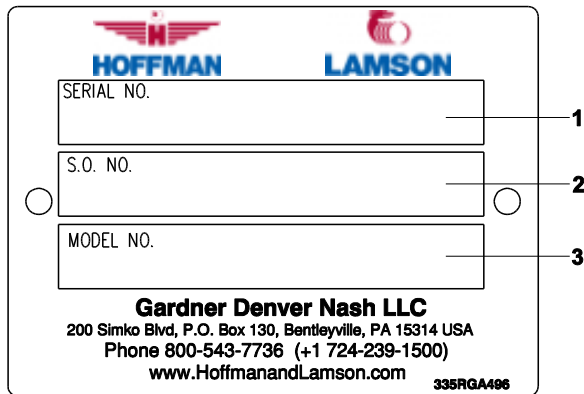 HOFFMAN LAMSON
SERIAL NO.
1
S.O. NO.
2
MODEL NO.
3
Gardner Denver Nash LLC
200 Simko Blvd, P.O. Box 130, Bentleyville, PA 15314 USA
Phone 800-543-7736 (+1 724-239-1500)
www.HoffmanandLamson.com
335RGA496